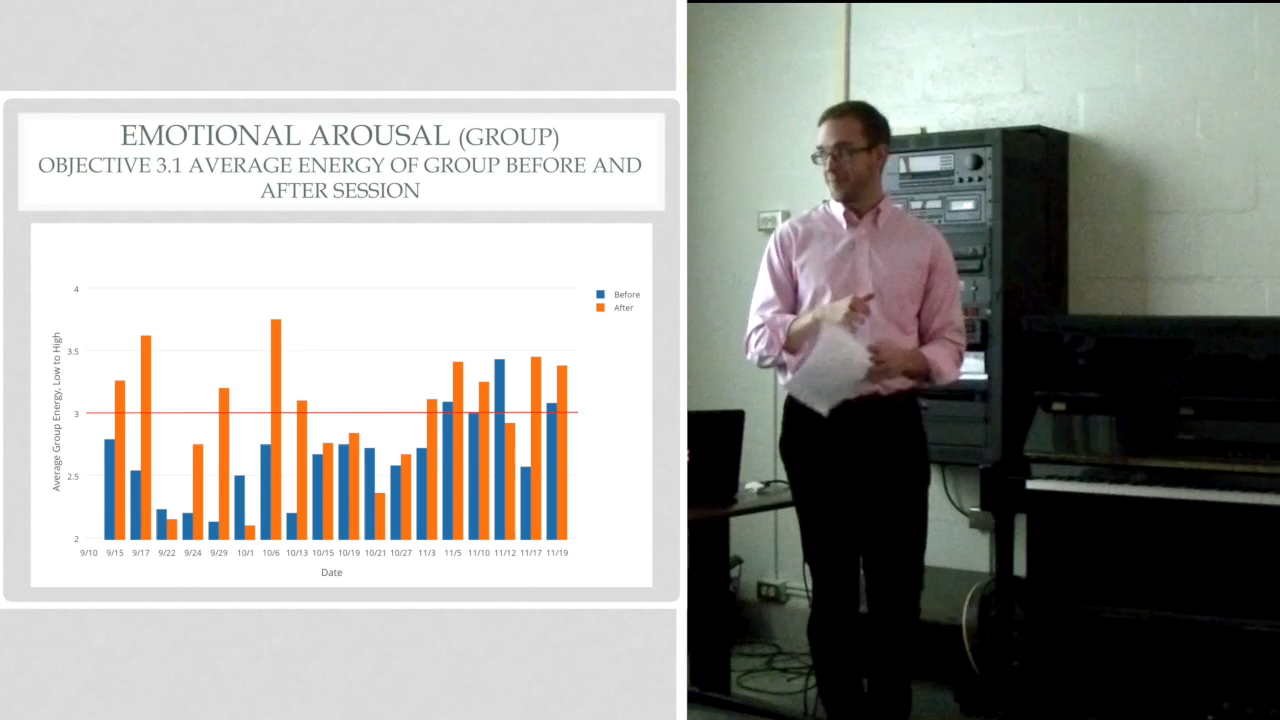 EMOTIONAL AROUSAL (GROUP)
OBJECTIVE 3.1 AVERAGE ENERGY OF GROUP BEFORE AND
AFTER SESSION
4
3.5
3
2.5
2
Average Group Energy, Low to High
Before
After
9/10 9/15 9/17 9/22 9/24 9/29 10/1 10/6 10/13 10/15 10/19 10/21 10/27 11/3 11/5 11/10 11/12 11/17 11/19
Date